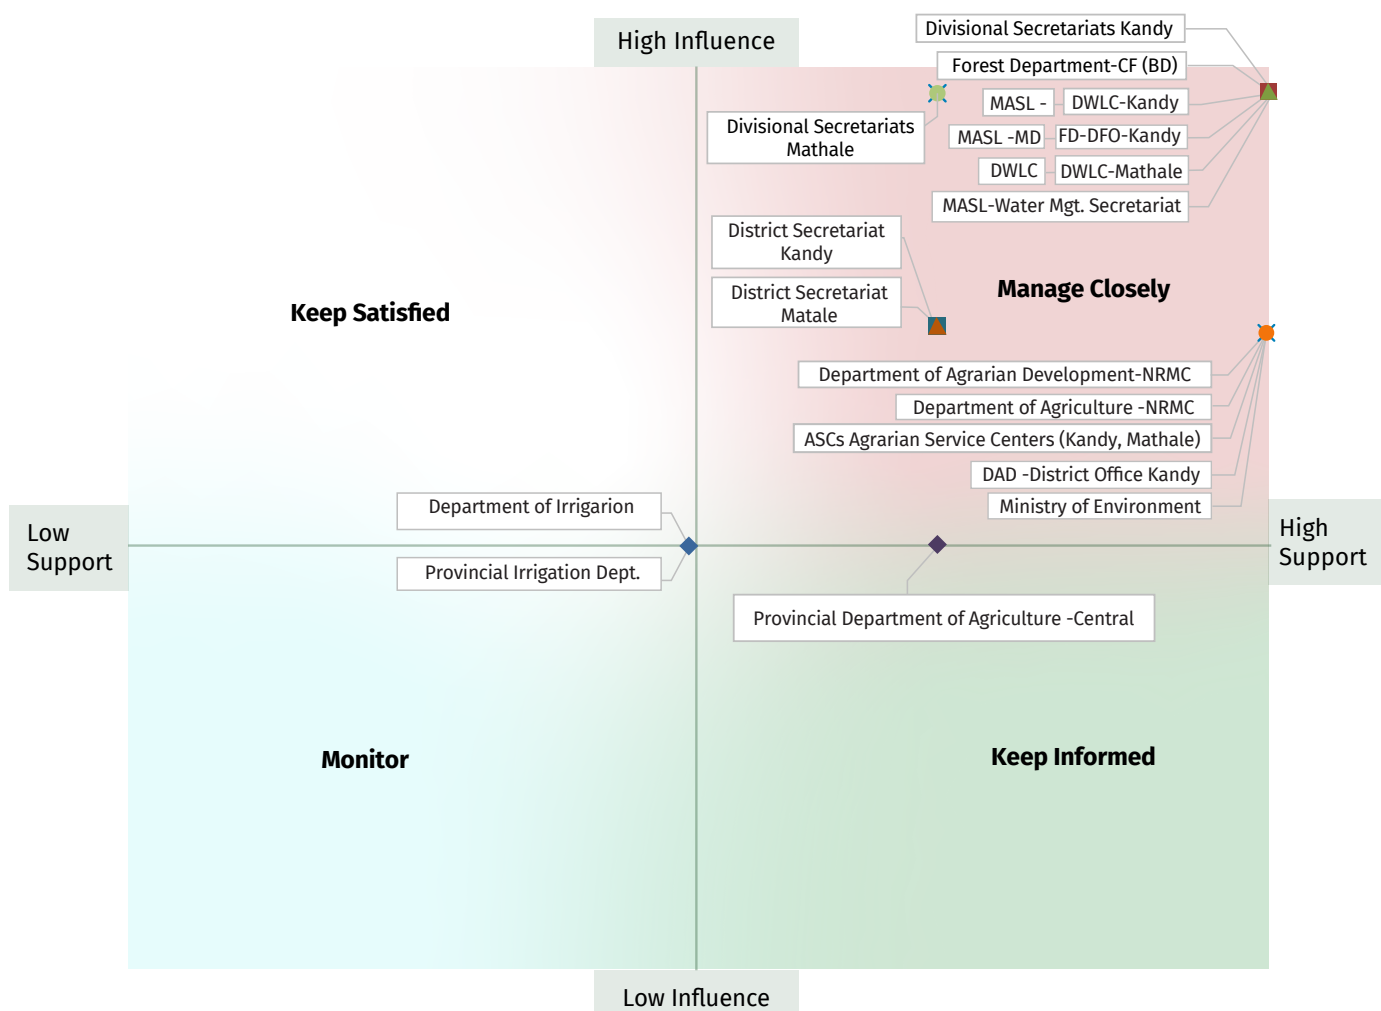 Divisional Secretariats Kandy
High Influence
Forest Department-CF (BD)
MASL -
DWLC-Kandy
Divisional Secretariats
Mathale
MASL -MD
FD-DFO-Kandy
DWLC
DWLC-Mathale
MASL-Water Mgt. Secretariat
District Secretariat
Kandy
District Secretariat
Matale
Manage Closely
Keep Satisfied
Department of Agrarian Development-NRMC
Department of Agriculture -NRMC
ASCs Agrarian Service Centers (Kandy, Mathale)
DAD -District Office Kandy
Ministry of Environment
Department of Irrigarion
Low
Support
High
Support
Provincial Irrigation Dept.
Provincial Department of Agriculture -Central
Monitor
Keep Informed
Low Influence